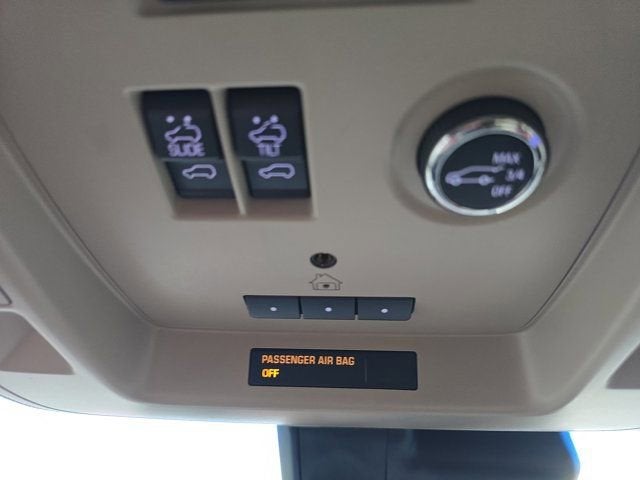 SLIDE
TILT
MAX
3/4
OFF
PASSENGER AIR BAG
OFF